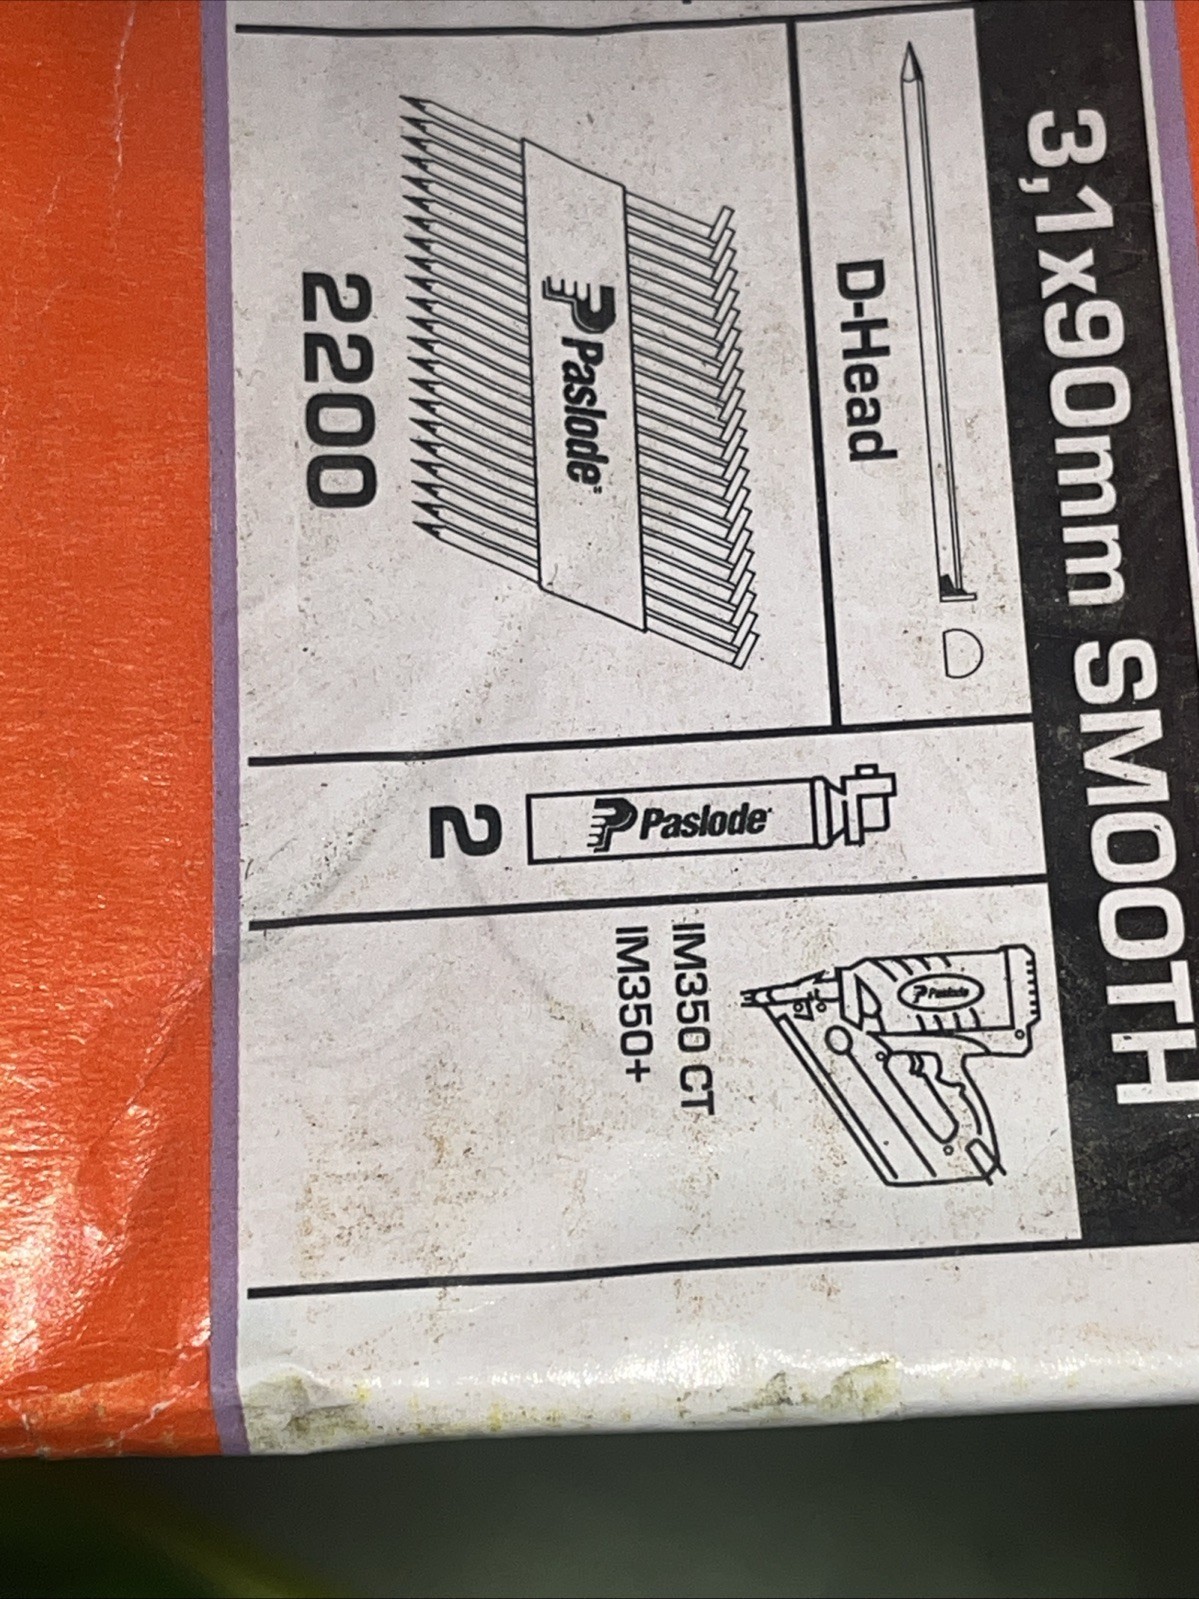 3,1x90mm SMOOTH
D-Head
Paslode
2200
Paslode
2
Paslode
IM350 CT
IM350+